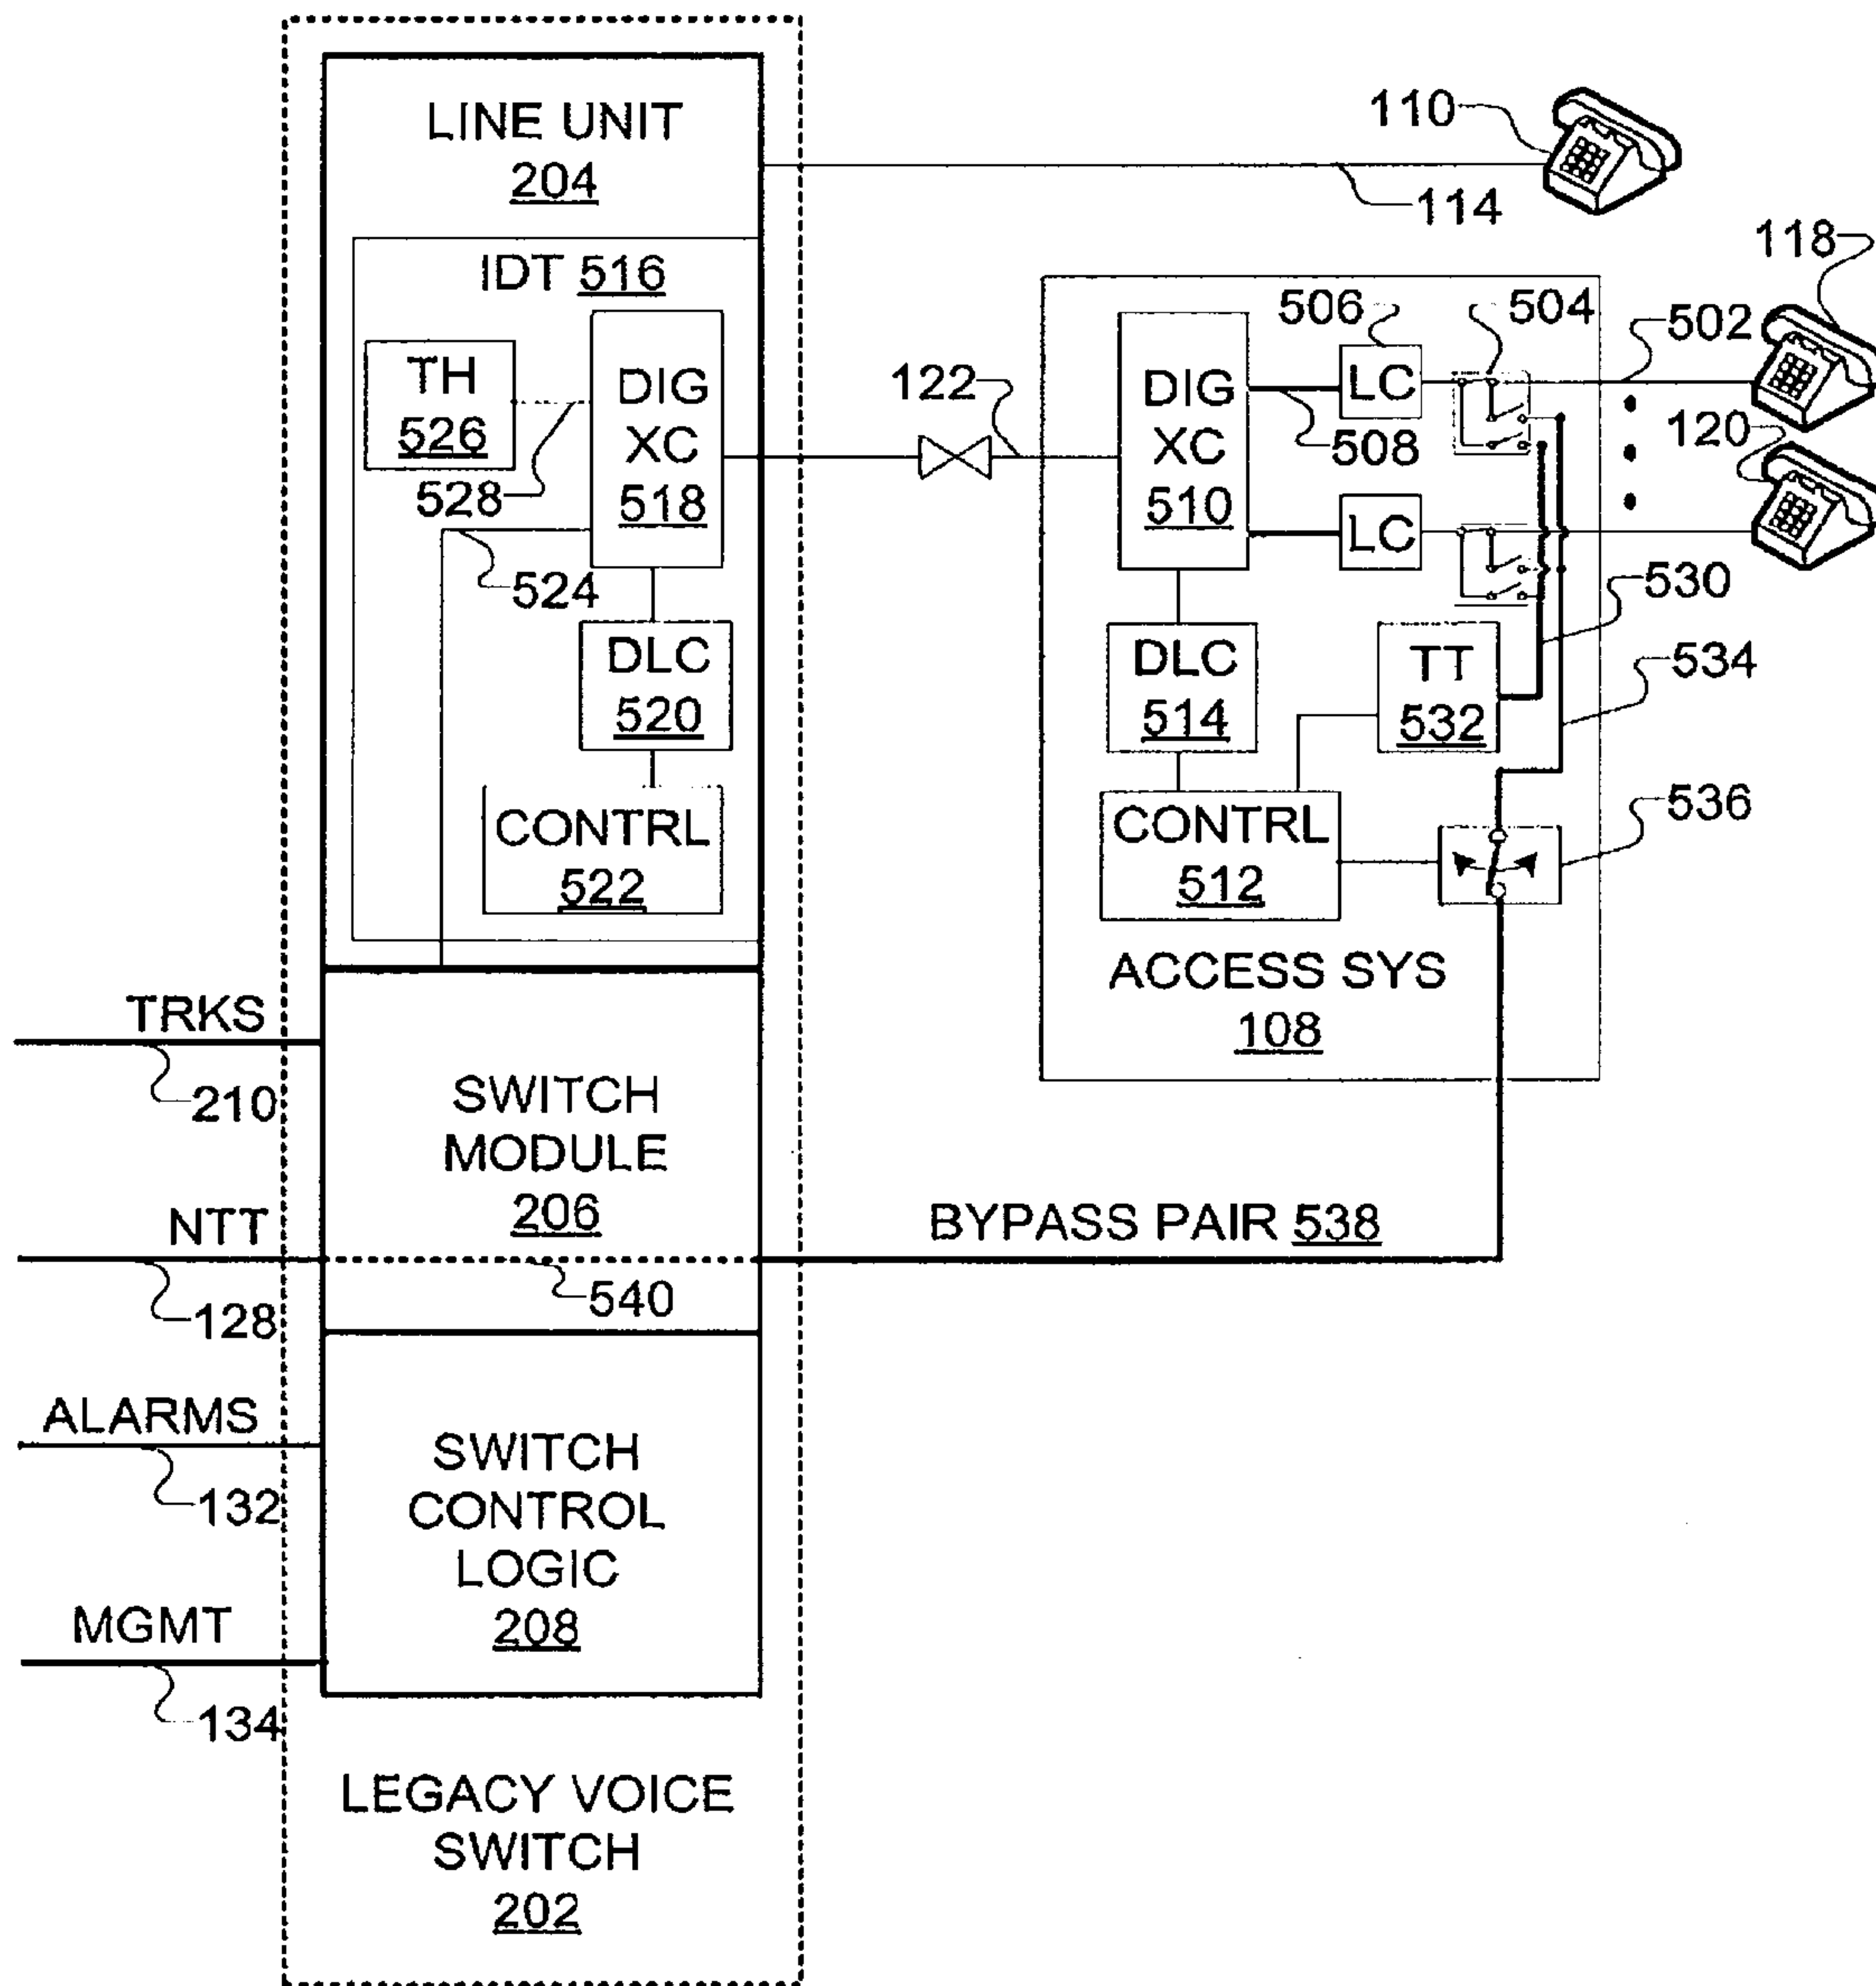 LINE UNIT
204
110
114
118
IDT 516
506
504
502
TH
526
DIG
XC
518
122
DIG
XC
510
LC
508
120
528
LC
524
530
DLC
520
DLC
514
TT
532
534
CONTRL
522
CONTRL
512
536
ACCESS SYS
108
TRKS
210
SWITCH
MODULE
206
NTT
BYPASS PAIR 538
128
540
ALARMS
132
SWITCH
CONTROL
LOGIC
208
MGMT
134
LEGACY VOICE
SWITCH
202